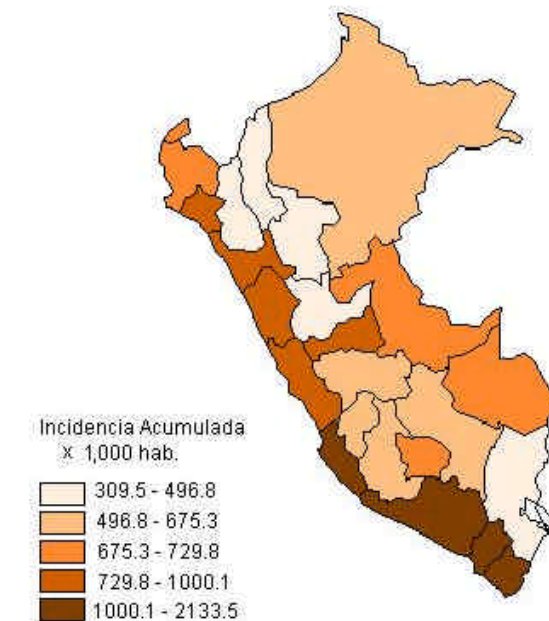 Incidencia Acumulada
x 1,000 hab.
309.5 - 496.8
496.8 - 675.3
675.3 - 729.8
729.8 - 1000.1
1000.1 - 2133.5